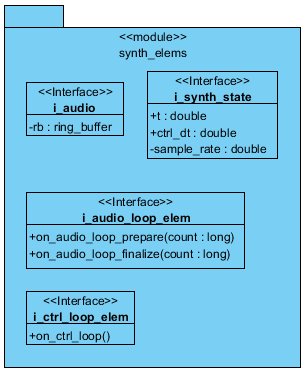 <<module>>
synth_elems
<<Interface>>
i_audio
-rb : ring_buffer
<<Interface>>
i_synth_state
+t : double
+ctrl_dt : double
-sample_rate : double
<<Interface>>
i_audio_loop_elem
+on_audio_loop_prepare(count : long)
+on_audio_loop_finalize(count : long)
<<Interface>>
i_ctrl_loop_elem
+on_ctrl_loop()